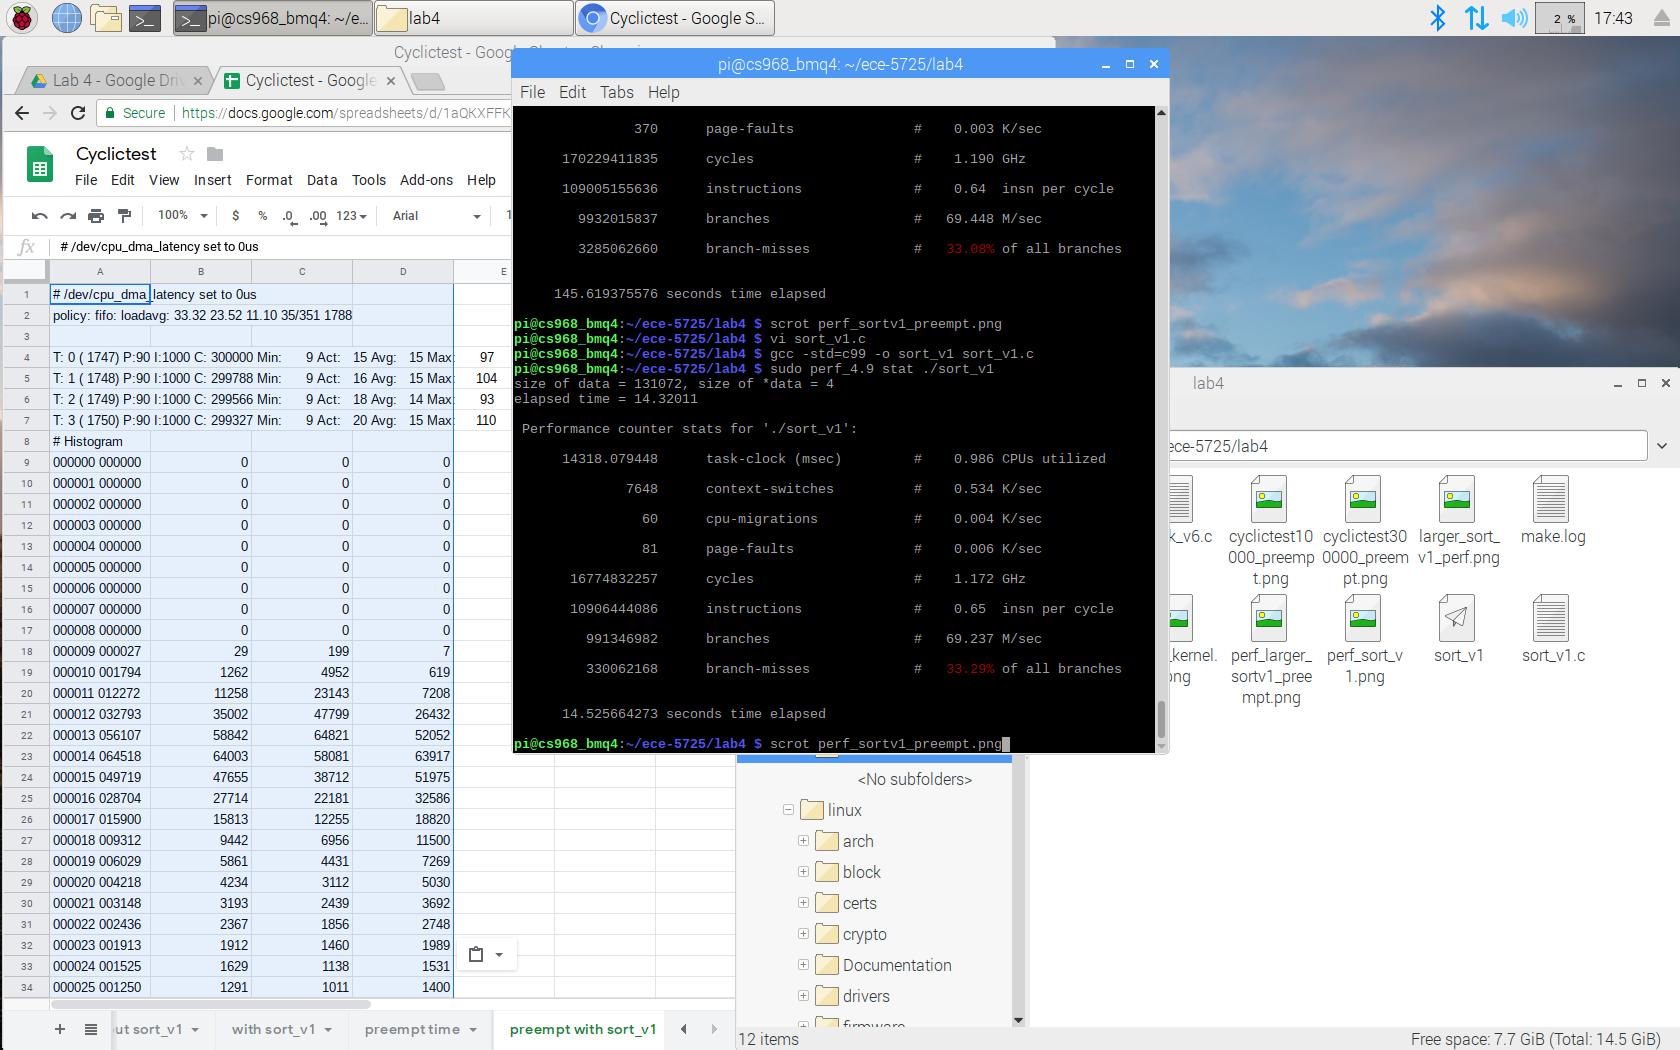 pi@cs968_bmq4: ~/e...
lab4
Cyclictest - Google S...
2 %
17:43
Cyclictest - Goog
Lab 4 - Google Driv
Cyclictest - Google
Secure
https://docs.google.com/spreadsheets/d/1aQKXFFK
Cyclictest
File Edit View Insert Format Data Tools Add-ons Help
100% $ % .0 .00 123 Arial
fx # /dev/cpu_dma_latency set to 0us
A B C D E
1 # /dev/cpu_dma_latency set to 0us
2 policy: fifo: loadavg: 33.32 23.52 11.10 35/351 1788
3
4 T: 0 ( 1747) P:90 I:1000 C: 300000 Min: 9 Act: 15 Avg: 15 Max: 97
5 T: 1 ( 1748) P:90 I:1000 C: 299788 Min: 9 Act: 16 Avg: 15 Max: 104
6 T: 2 ( 1749) P:90 I:1000 C: 299566 Min: 9 Act: 18 Avg: 14 Max: 93
7 T: 3 ( 1750) P:90 I:1000 C: 299327 Min: 9 Act: 20 Avg: 15 Max: 110
8 # Histogram
9 000000 000000 0 0 0
10 000001 000000 0 0 0
11 000002 000000 0 0 0
12 000003 000000 0 0 0
13 000004 000000 0 0 0
14 000005 000000 0 0 0
15 000006 000000 0 0 0
16 000007 000000 0 0 0
17 000008 000000 0 0 0
18 000009 000027 29 199 7
19 000010 001794 1262 4952 619
20 000011 012272 11258 23143 7208
21 000012 032793 35002 47799 26432
22 000013 056107 58842 64821 52052
23 000014 064518 64003 58081 63917
24 000015 049719 47655 38712 51975
25 000016 028704 27714 22181 32586
26 000017 015900 15813 12255 18820
27 000018 009312 9442 6956 11500
28 000019 006029 5861 4431 7269
29 000020 004218 4234 3112 5030
30 000021 003148 3193 2439 3692
31 000022 002436 2367 1856 2748
32 000023 001913 1912 1460 1989
33 000024 001525 1629 1138 1531
34 000025 001250 1291 1011 1400
ut sort_v1 with sort_v1 preempt time preempt with sort_v1
pi@cs968_bmq4: ~/ece-5725/lab4
File Edit Tabs Help
370 page-faults # 0.003 K/sec
170229411835 cycles # 1.190 GHz
109005155636 instructions # 0.64 insn per cycle
9932015837 branches # 69.448 M/sec
3285062660 branch-misses # 33.08% of all branches
145.619375576 seconds time elapsed
pi@cs968_bmq4:~/ece-5725/lab4 $ scrot perf_sortv1_preempt.png
pi@cs968_bmq4:~/ece-5725/lab4 $ vi sort_v1.c
pi@cs968_bmq4:~/ece-5725/lab4 $ gcc -std=c99 -o sort_v1 sort_v1.c
pi@cs968_bmq4:~/ece-5725/lab4 $ sudo perf_4.9 stat ./sort_v1
size of data = 131072, size of *data = 4
elapsed time = 14.32011
Performance counter stats for './sort_v1':
14318.079448 task-clock (msec) # 0.986 CPUs utilized
7648 context-switches # 0.534 K/sec
60 cpu-migrations # 0.004 K/sec
81 page-faults # 0.006 K/sec
16774832257 cycles # 1.172 GHz
10906444086 instructions # 0.65 insn per cycle
991346982 branches # 69.237 M/sec
330062168 branch-misses # 33.29% of all branches
14.525664273 seconds time elapsed
pi@cs968_bmq4:~/ece-5725/lab4 $ scrot perf_sortv1_preempt.png
lab4
ece-5725/lab4
k_v6.c
cyclictest10
000_preemp
t.png
cyclictest30
0000_preem
pt.png
larger_sort_
v1_perf.png
make.log
_kernel.
png
perf_larger_
sortv1_pree
mpt.png
perf_sort_v
1.png
sort_v1
sort_v1.c
<No subfolders>
linux
arch
block
certs
crypto
Documentation
drivers
firmware
12 items
Free space: 7.7 GiB (Total: 14.5 GiB)